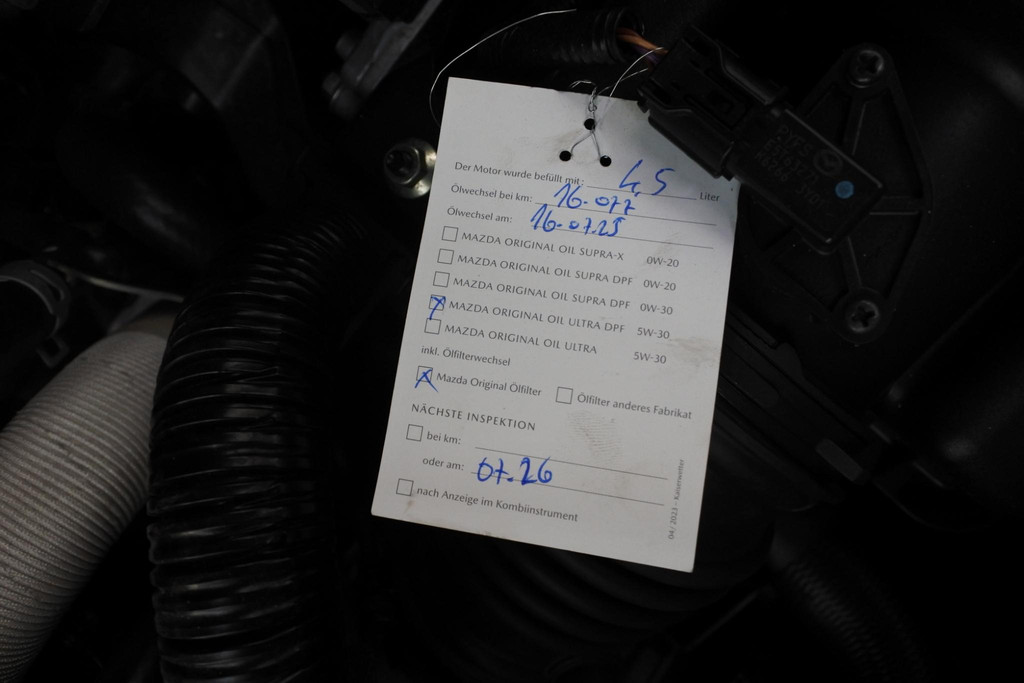 Der Motor wurde befüllt mit: 4,5 Liter
Ölwechsel bei km: 16.077
Ölwechsel am: 16.07.25
MAZDA ORIGINAL OIL SUPRA-X 0W-20
MAZDA ORIGINAL OIL SUPRA DPF 0W-20
MAZDA ORIGINAL OIL SUPRA DPF 0W-30
X MAZDA ORIGINAL OIL ULTRA DPF 5W-30
MAZDA ORIGINAL OIL ULTRA 5W-30
inkl. Ölfilterwechsel
X Mazda Original Ölfilter Ölfilter anderes Fabrikat
NÄCHSTE INSPEKTION
bei km:
oder am: 07.26
nach Anzeige im Kombiinstrument
04/2023 - Kaiserwetter